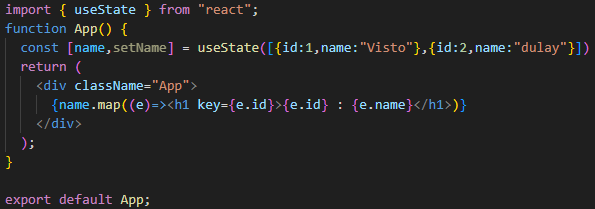 import { useState } from "react";
function App() {
  const [name,setName] = useState([{id:1,name:"Visto"},{id:2,name:"dulay"}])
  return (
    <div className="App">
      {name.map((e)=><h1 key={e.id}>{e.id} : {e.name}</h1>)}
    </div>
  );
}

export default App;